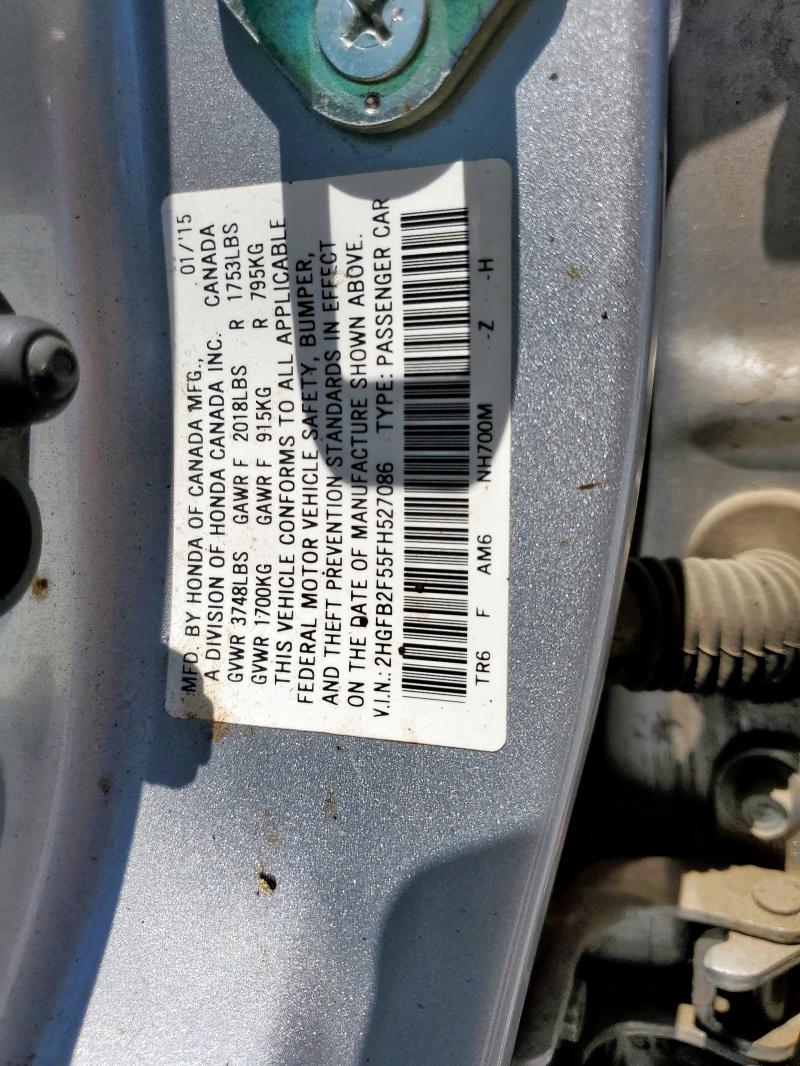 MFD. BY HONDA OF CANADA MFG., 01/'15
A DIVISION OF HONDA CANADA INC. CANADA
GVWR 3748LBS GAWR F 2018LBS R 1753LBS
GVWR 1700KG GAWR F 915KG R 795KG
THIS VEHICLE CONFORMS TO ALL APPLICABLE
FEDERAL MOTOR VEHICLE SAFETY, BUMPER,
AND THEFT PREVENTION STANDARDS IN EFFECT
ON THE DATE OF MANUFACTURE SHOWN ABOVE.
V.I.N.: 2HGFB2F55FH527086 TYPE: PASSENGER CAR
TR6 F AM6 -NH700M -Z -H